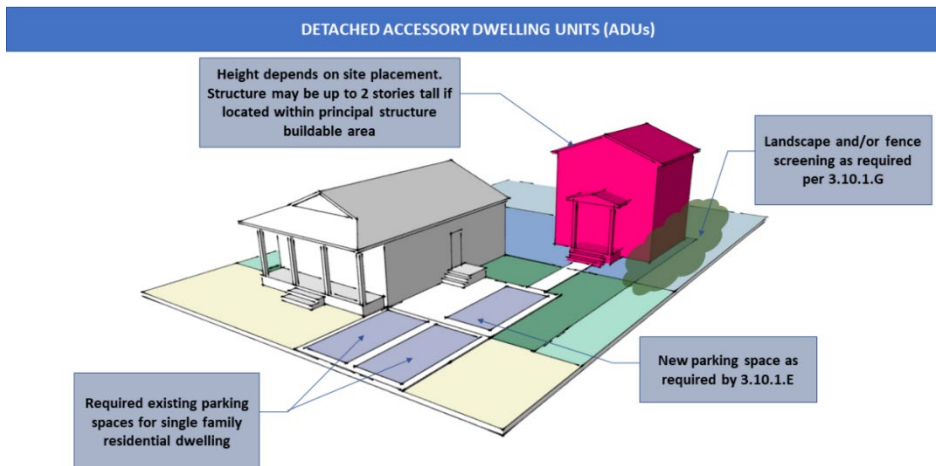 DETACHED ACCESSORY DWELLING UNITS (ADUs)
Height depends on site placement.
Structure may be up to 2 stories tall if
located within principal structure
buildable area
Landscape and/or fence
screening as required
per 3.10.1.G
New parking space as
required by 3.10.1.E
Required existing parking
spaces for single family
residential dwelling